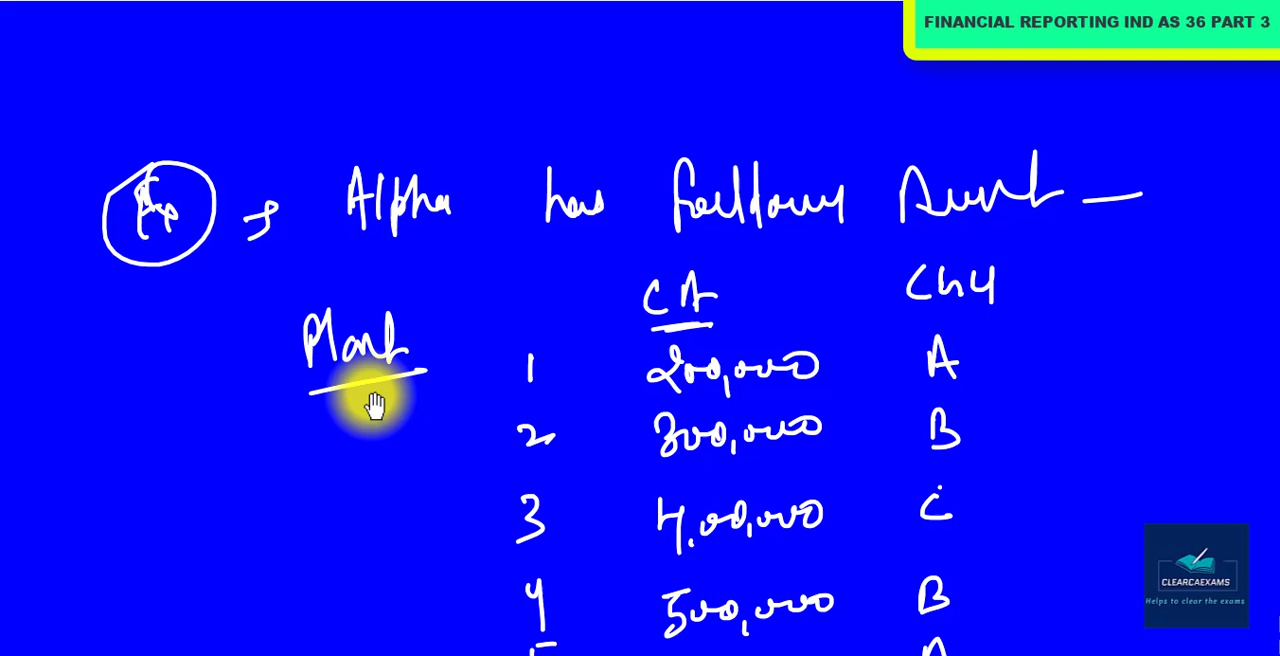 FINANCIAL REPORTING IND AS 36 PART 3
Alpha has Following Asset —
CA CGU
Plant
1 200,000 A
2 300,000 B
3 4,00,000 C
4 500,000 B
A
CLEARCAEXAMS
Helps to clear the exams